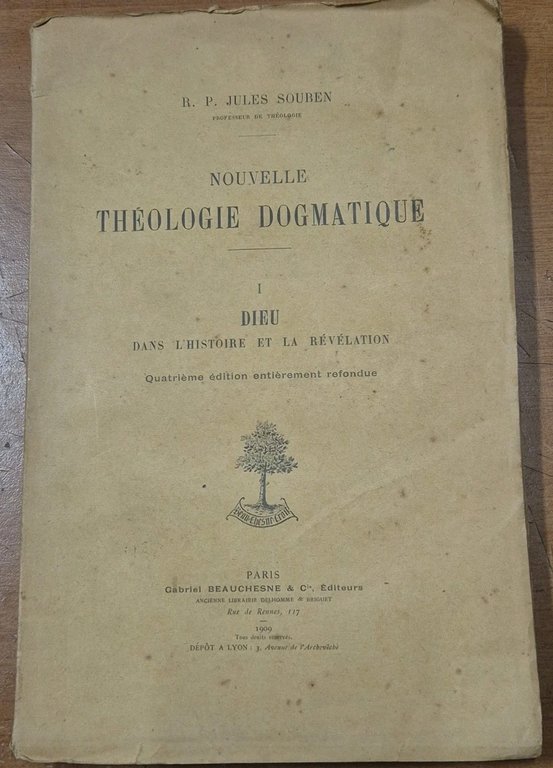 R. P. JULES SOUBEN
PROFESSEUR DE THÉOLOGIE
NOUVELLE
THÉOLOGIE DOGMATIQUE
I
DIEU
DANS L'HISTOIRE ET LA RÉVÉLATION
Quatrième édition entièrement refondue
PARIS
Gabriel BEAUCHESNE & Cie, Éditeurs
ANCIENNE LIBRAIRIE DELHOMME & BRIGUET
Rue de Rennes, 117
1909
Tous droits réservés.
DÉPÔT A LYON : 3, Avenue de l'Archevêché